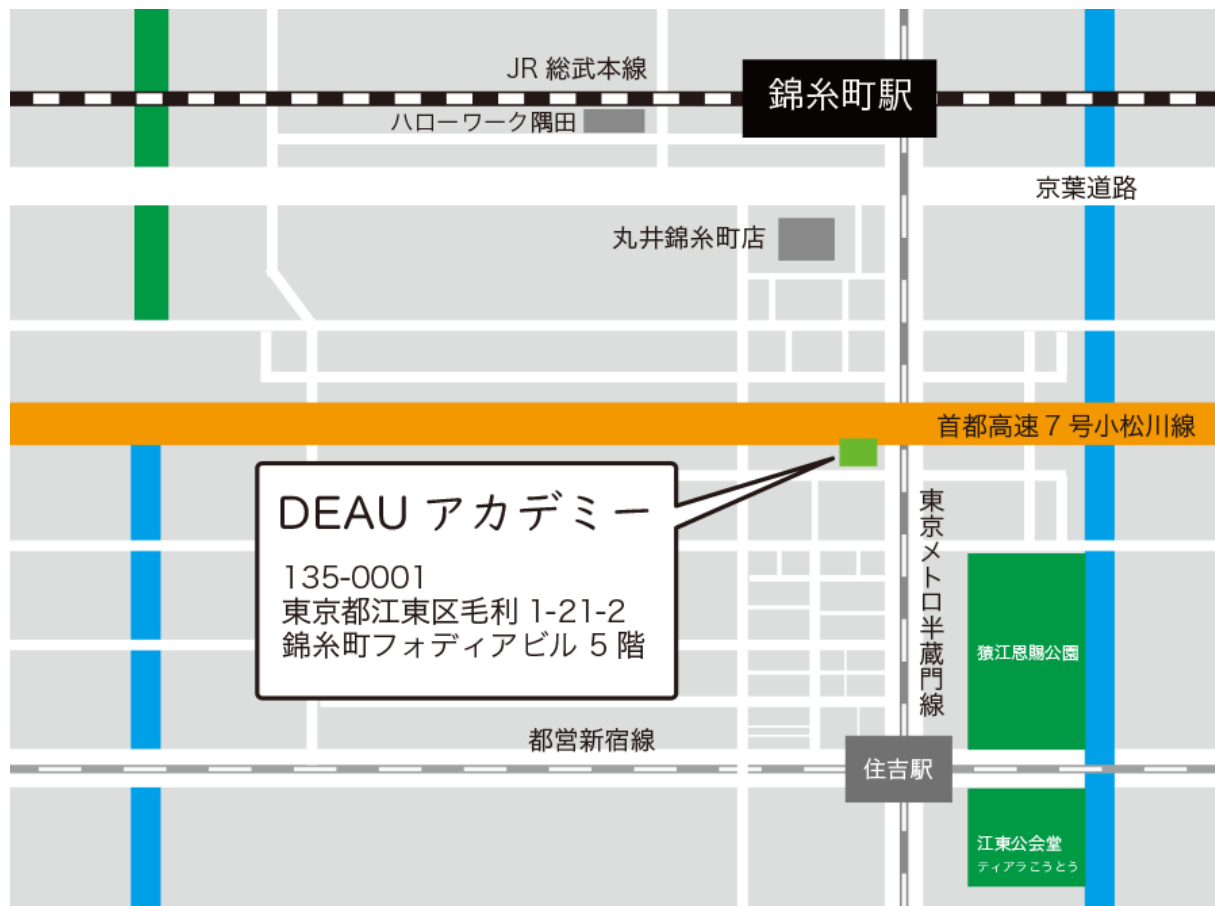 JR 総武本線
錦糸町駅
ハローワーク隅田
京葉道路
丸井錦糸町店
首都高速 7 号小松川線
DEAU アカデミー
135-0001
東京都江東区毛利 1-21-2
錦糸町フォディアビル 5 階
東京メトロ半蔵門線
猿江恩賜公園
都営新宿線
住吉駅
江東公会堂
ティアラこうとう